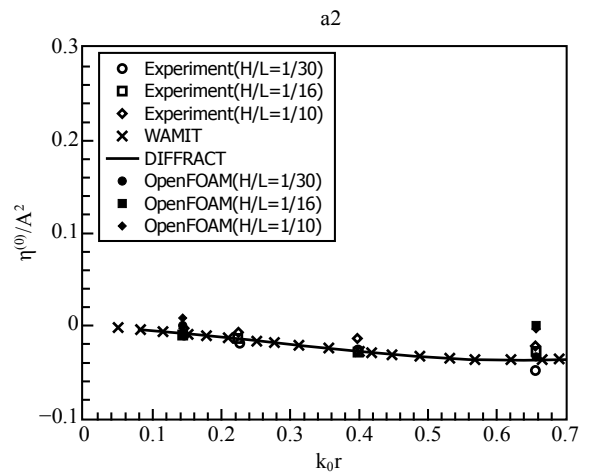 a2
0.3
Experiment(H/L=1/30)
Experiment(H/L=1/16)
Experiment(H/L=1/10)
WAMIT
DIFFRACT
OpenFOAM(H/L=1/30)
OpenFOAM(H/L=1/16)
OpenFOAM(H/L=1/10)
0.2
0.1
0
−0.1
η⁽⁰⁾/A²
0 0.1 0.2 0.3 0.4 0.5 0.6 0.7
k₀r